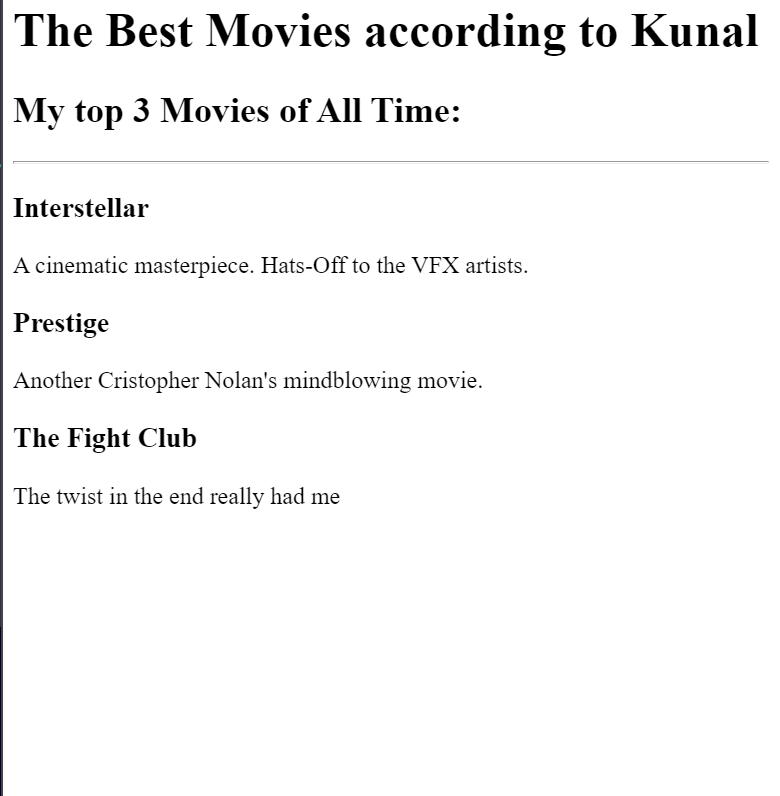 The Best Movies according to Kunal
My top 3 Movies of All Time:
Interstellar
A cinematic masterpiece. Hats-Off to the VFX artists.
Prestige
Another Cristopher Nolan's mindblowing movie.
The Fight Club
The twist in the end really had me